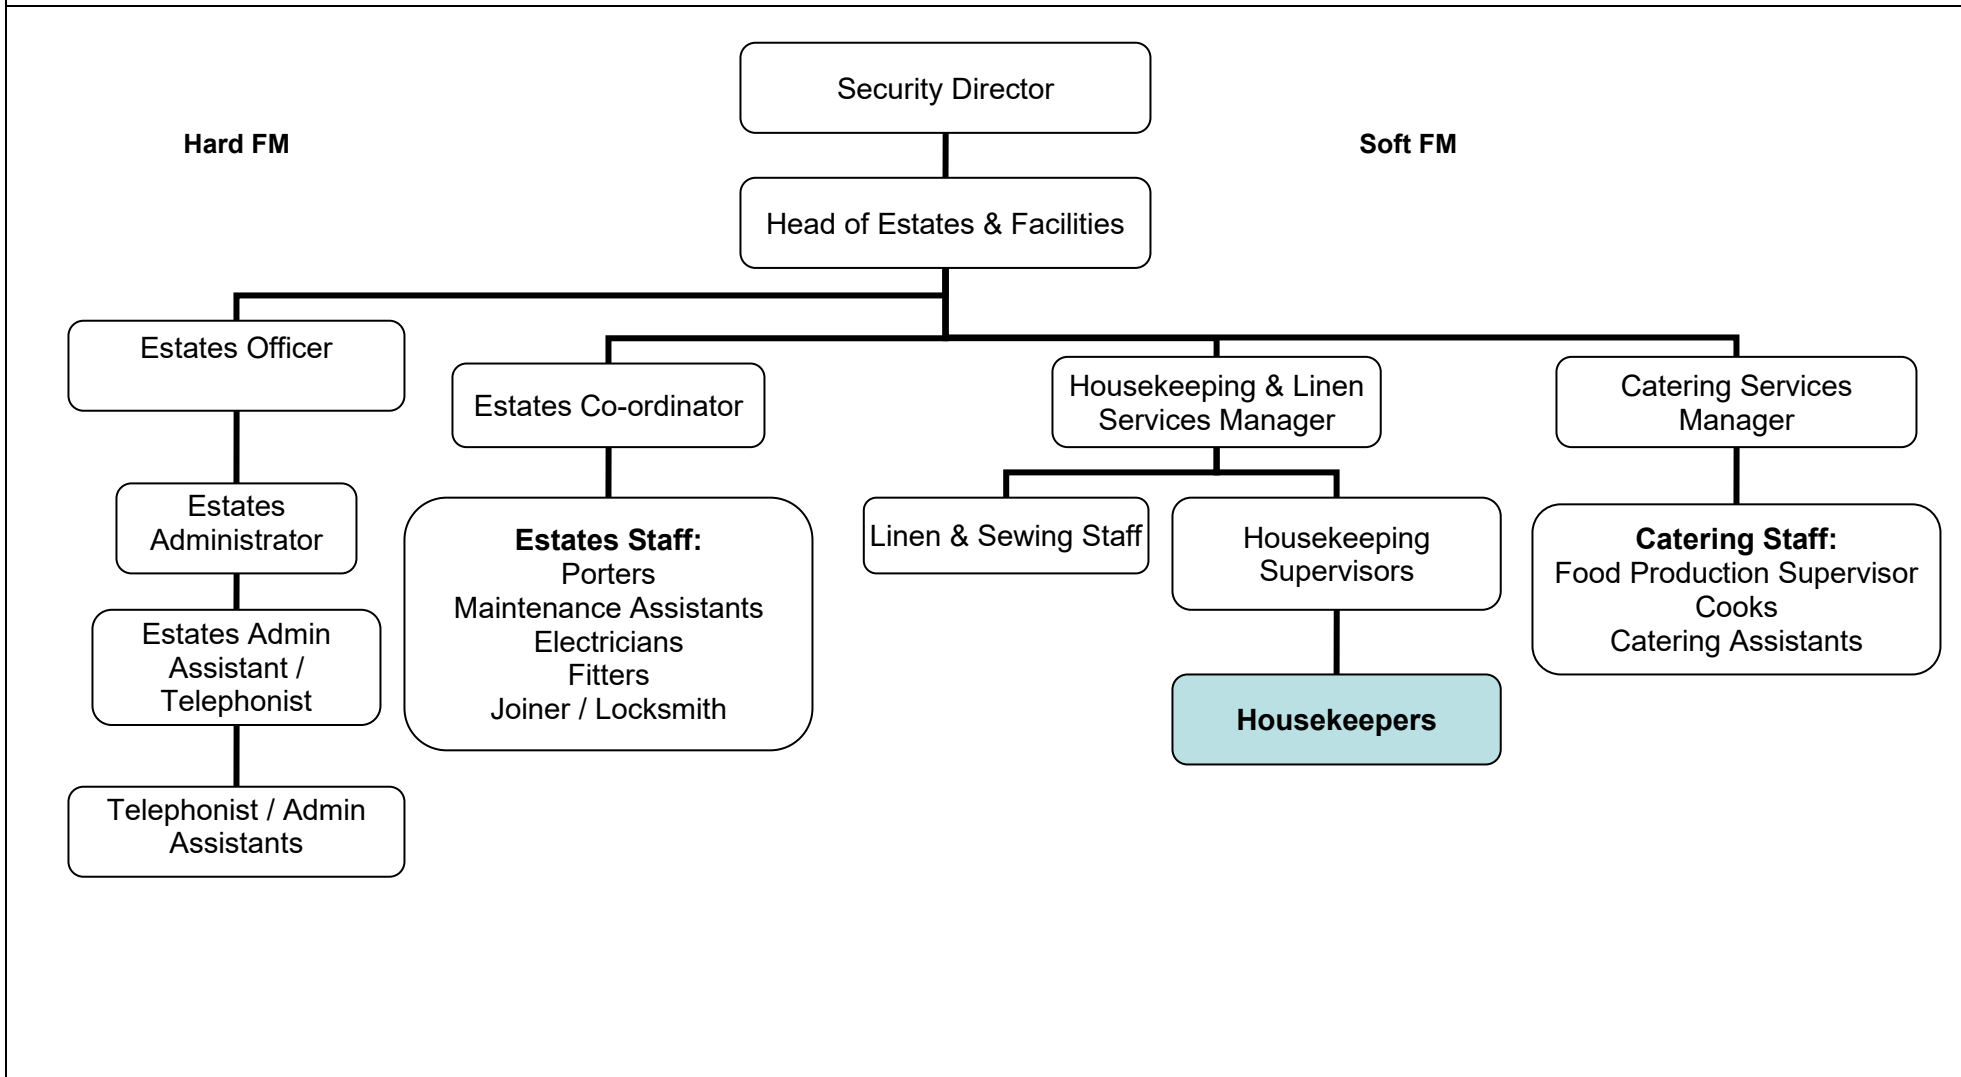 Security Director
Hard FM
Soft FM
Head of Estates & Facilities
Estates Officer
Estates Co-ordinator
Housekeeping & Linen
Services Manager
Catering Services
Manager
Estates
Administrator
Estates Staff:
Porters
Maintenance Assistants
Electricians
Fitters
Joiner / Locksmith
Linen & Sewing Staff
Housekeeping
Supervisors
Catering Staff:
Food Production Supervisor
Cooks
Catering Assistants
Estates Admin
Assistant /
Telephonist
Housekeepers
Telephonist / Admin
Assistants